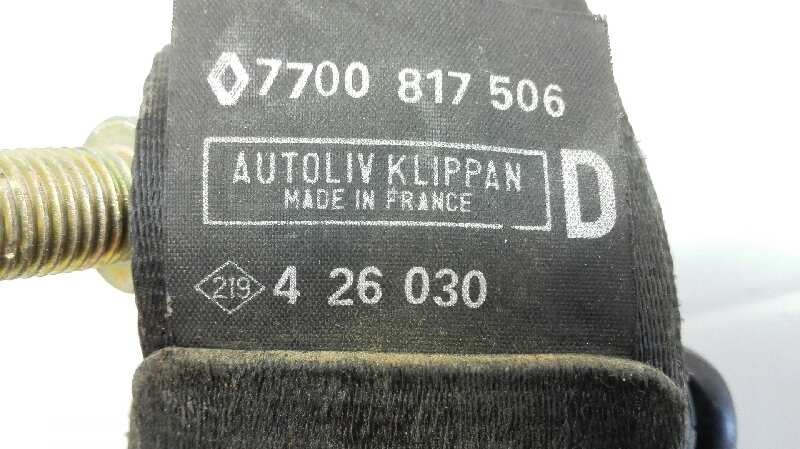 7700 817 506
AUTOLIV KLIPPAN
MADE IN FRANCE
D
219 4 26 030